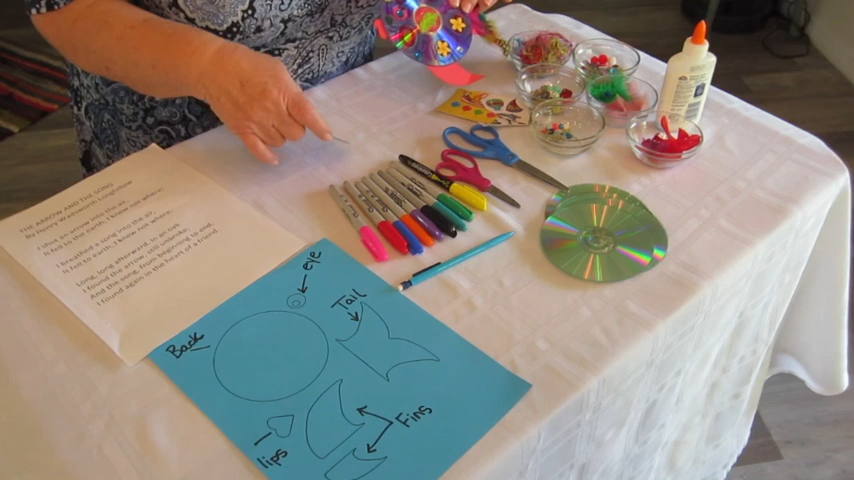 THE ARROW AND THE SONG
By Henry Wadsworth Longfellow
I shot an arrow into the air,
It fell to the earth, I knew not where;
I breathed a song into the air,
It fell to earth, I knew not where;
Long, long afterward, in an oak
I found the arrow, still unbroke;
And the song, from beginning to end,
I found again in the heart of a friend
eye
Tail
Back
Fins
lips